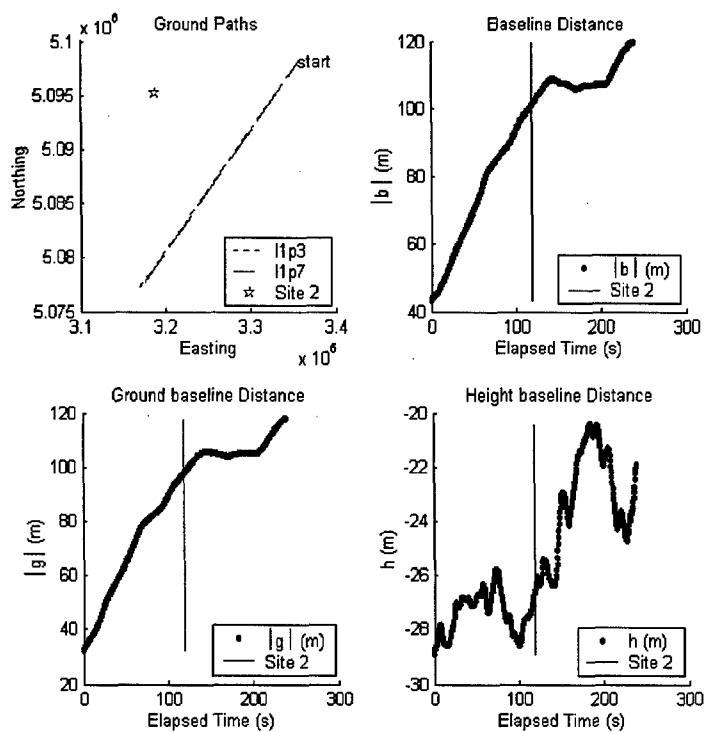 Ground Paths
x 10^6
5.1
5.095
5.09
5.085
5.08
5.075
Northing
start
l1p3
l1p7
Site 2
3.1
3.2
3.3
3.4
Easting
x 10^6
Baseline Distance
120
100
80
60
40
|b| (m)
|b| (m)
Site 2
0
100
200
300
Elapsed Time (s)
Ground baseline Distance
120
100
80
60
40
20
|g| (m)
|g| (m)
Site 2
0
100
200
300
Elapsed Time (s)
Height baseline Distance
-20
-22
-24
-26
-28
-30
h (m)
h (m)
Site 2
0
100
200
300
Elapsed Time (s)